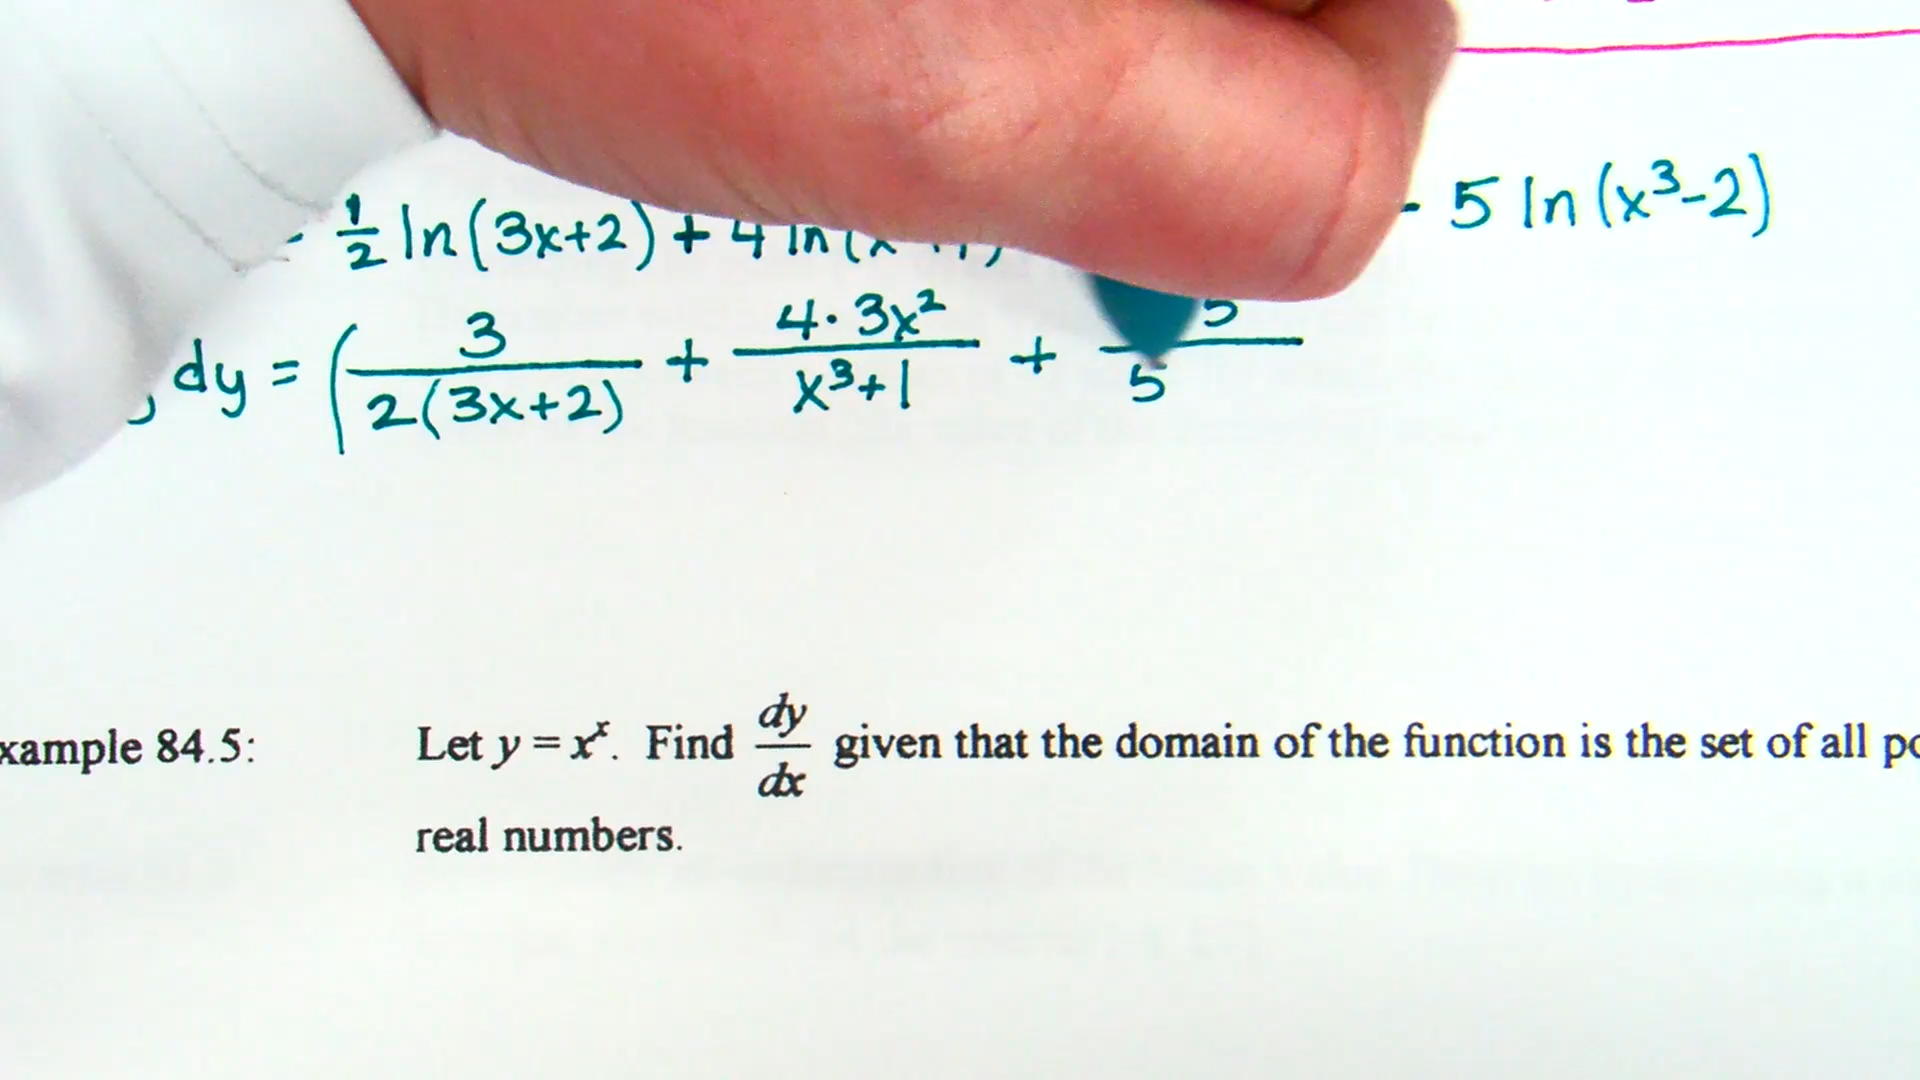 - ½ ln(3x+2) + 4 ln(x - 5 ln(x³-2)
dy = ( 3/2(3x+2) + 4·3x²/x³+1 + 5/5
xample 84.5: Let y = xˣ. Find dy/dx given that the domain of the function is the set of all po
real numbers.